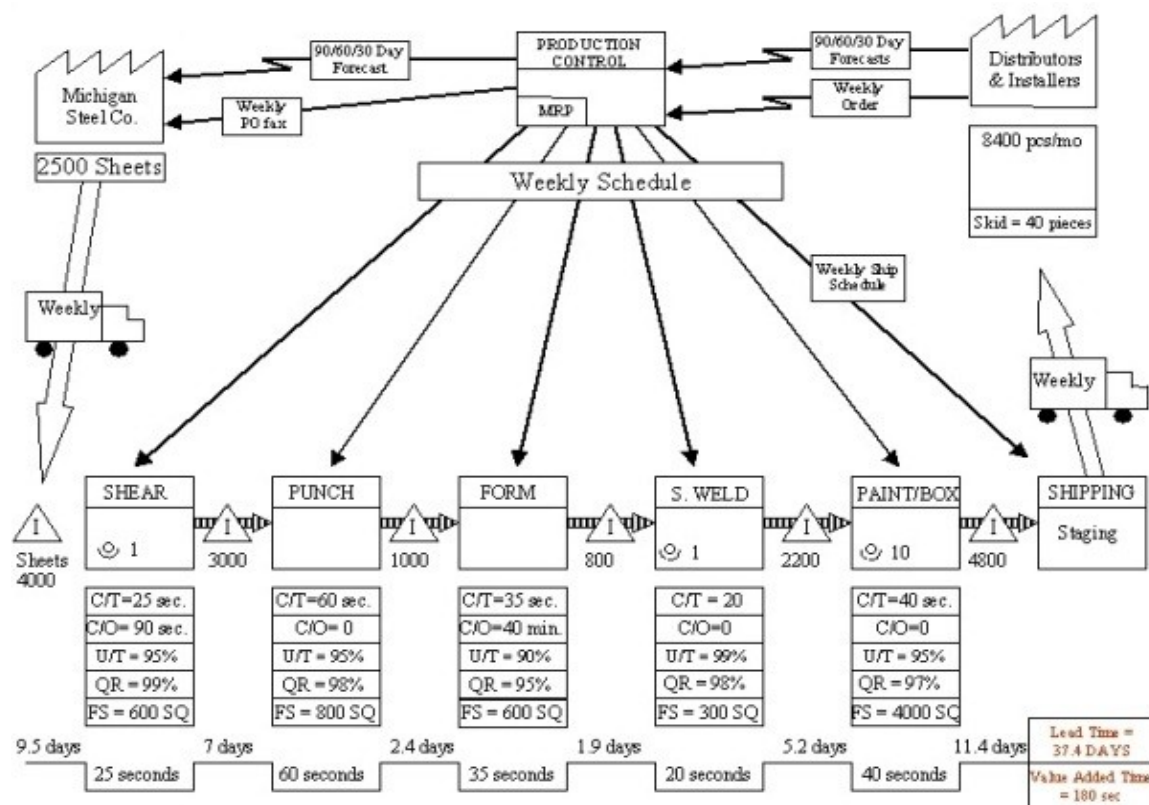 90/60/30 Day
Forecast
PRODUCTION
CONTROL
MRP
90/60/30 Day
Forecasts
Weekly
Order
Distributors
& Installers
Michigan
Steel Co.
Weekly
PO fax
2500 Sheets
Weekly Schedule
8400 pcs/mo
Skid = 40 pieces
Weekly Ship
Schedule
Weekly
Weekly
SHEAR
PUNCH
FORM
S. WELD
PAINT/BOX
SHIPPING
I
I
I
I
I
I
1
1
10
Staging
Sheets
4000
3000
1000
800
2200
4800
C/T=25 sec.
C/O= 90 sec.
U/T = 95%
QR = 99%
FS = 600 SQ
C/T=60 sec.
C/O= 0
U/T = 95%
QR = 98%
FS = 800 SQ
C/T=35 sec.
C/O=40 min.
U/T = 90%
QR = 95%
FS = 600 SQ
C/T = 20
C/O=0
U/T = 99%
QR = 98%
FS = 300 SQ
C/T=40 sec.
C/O=0
U/T = 95%
QR = 97%
FS = 4000 SQ
9.5 days
7 days
2.4 days
1.9 days
5.2 days
11.4 days
25 seconds
60 seconds
35 seconds
20 seconds
40 seconds
Lead Time =
37.4 DAYS
Value Added Time
= 180 sec